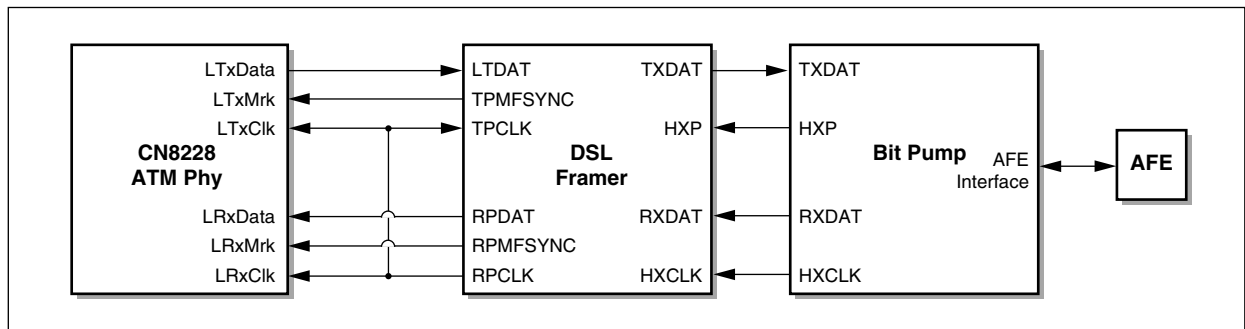 LTxData
LTxMrk
LTxClk
CN8228
ATM Phy
LRxData
LRxMrk
LRxClk
LTDAT
TPMFSYNC
TPCLK
RPDAT
RPMFSYNC
RPCLK
DSL
Framer
TXDAT
HXP
RXDAT
HXCLK
TXDAT
HXP
Bit Pump
AFE
Interface
RXDAT
HXCLK
AFE